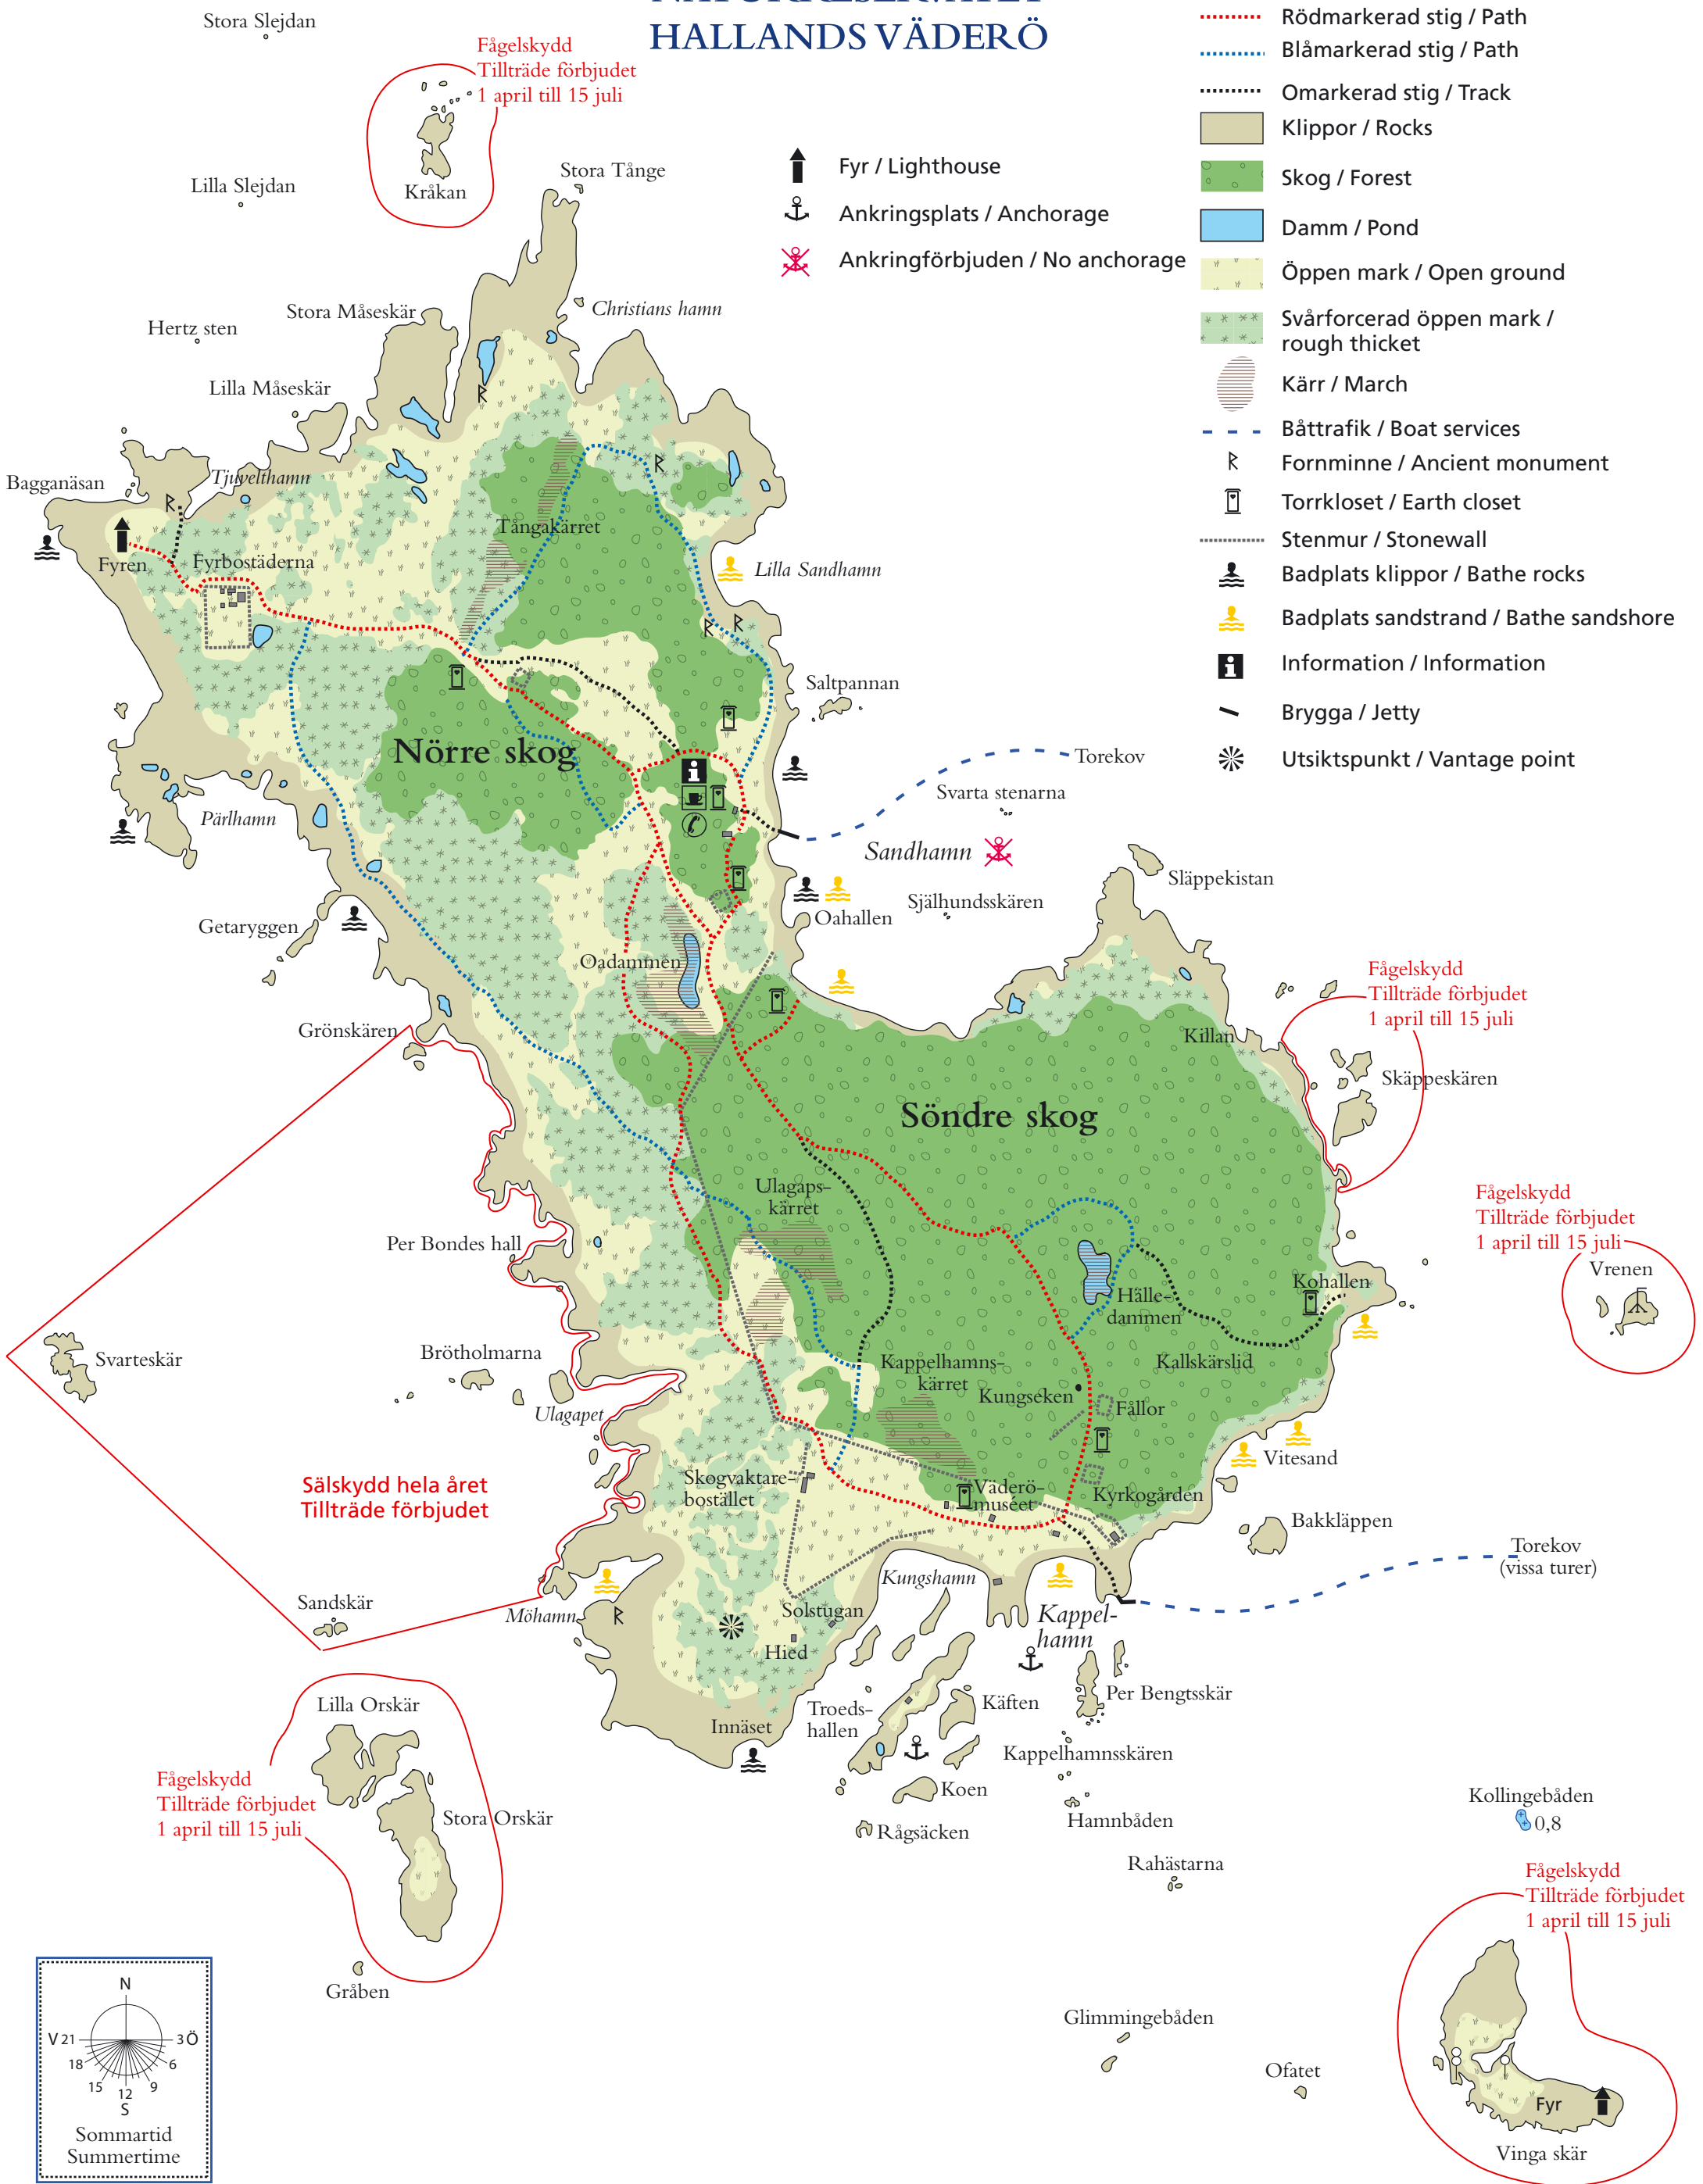 HALLANDS VÄDERÖ
Stora Slejdan
Fågelskydd
Tillträde förbjudet
1 april till 15 juli
Kråkan
Lilla Slejdan
Stora Tånge
Christians hamn
Stora Måseskär
Hertz sten
Lilla Måseskär
Rödmarkerad stig / Path
Blåmarkerad stig / Path
Omarkerad stig / Track
Klippor / Rocks
Skog / Forest
Damm / Pond
Öppen mark / Open ground
Svårforcerad öppen mark /
rough thicket
Kärr / March
Båttrafik / Boat services
Fornminne / Ancient monument
Torrkloset / Earth closet
Stenmur / Stonewall
Badplats klippor / Bathe rocks
Badplats sandstrand / Bathe sandshore
Information / Information
Brygga / Jetty
Utsiktspunkt / Vantage point
Fyr / Lighthouse
Ankringsplats / Anchorage
Ankringförbjuden / No anchorage
Bagganäsan
Tjuvelthamn
Tångakärret
Fyren
Fyrbostäderna
Lilla Sandhamn
Saltpannan
Nörre skog
i
Torekov
Svarta stenarna
Pärlhamn
Sandhamn
Släppekistan
Själhundsskären
Oahallen
Getaryggen
Oadammen
Grönskären
Killan
Fågelskydd
Tillträde förbjudet
1 april till 15 juli
Skäppeskären
Söndre skog
Ulagaps-
kärret
Fågelskydd
Tillträde förbjudet
1 april till 15 juli
Vrenen
Per Bondes hall
Kohallen
Hälle-
dammen
Svarteskär
Brötholmarna
Kappelhamns-
kärret
Kallskärslid
Kungseken
Fållor
Ulagapet
Vitesand
Sälskydd hela året
Tillträde förbjudet
Skogvaktare-
bostället
Väderö-
muséet
Kyrkogården
Bakkläppen
Torekov
(vissa turer)
Kungshamn
Sandskär
Möhamn
Solstugan
Kappel-
hamn
Hied
Lilla Orskär
Troeds-
hallen
Käften
Per Bengtsskär
Innäset
Kappelhamnsskären
Fågelskydd
Tillträde förbjudet
1 april till 15 juli
Stora Orskär
Koen
Hamnbåden
Rågsäcken
Kollingebåden
0,8
Rahästarna
Fågelskydd
Tillträde förbjudet
1 april till 15 juli
Gråben
Glimmingebåden
Ofatet
Fyr
Vinga skär
N
V 21
3 Ö
18
6
15
9
12
S
Sommartid
Summertime